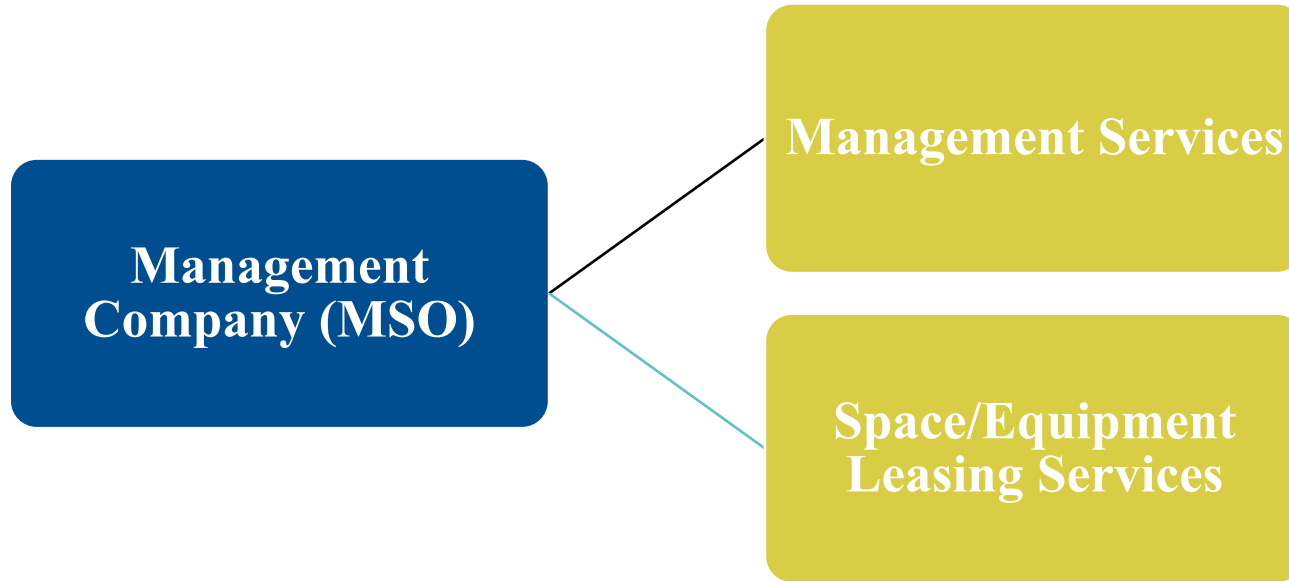 Management
Company (MSO)
Management Services
Space/Equipment
Leasing Services